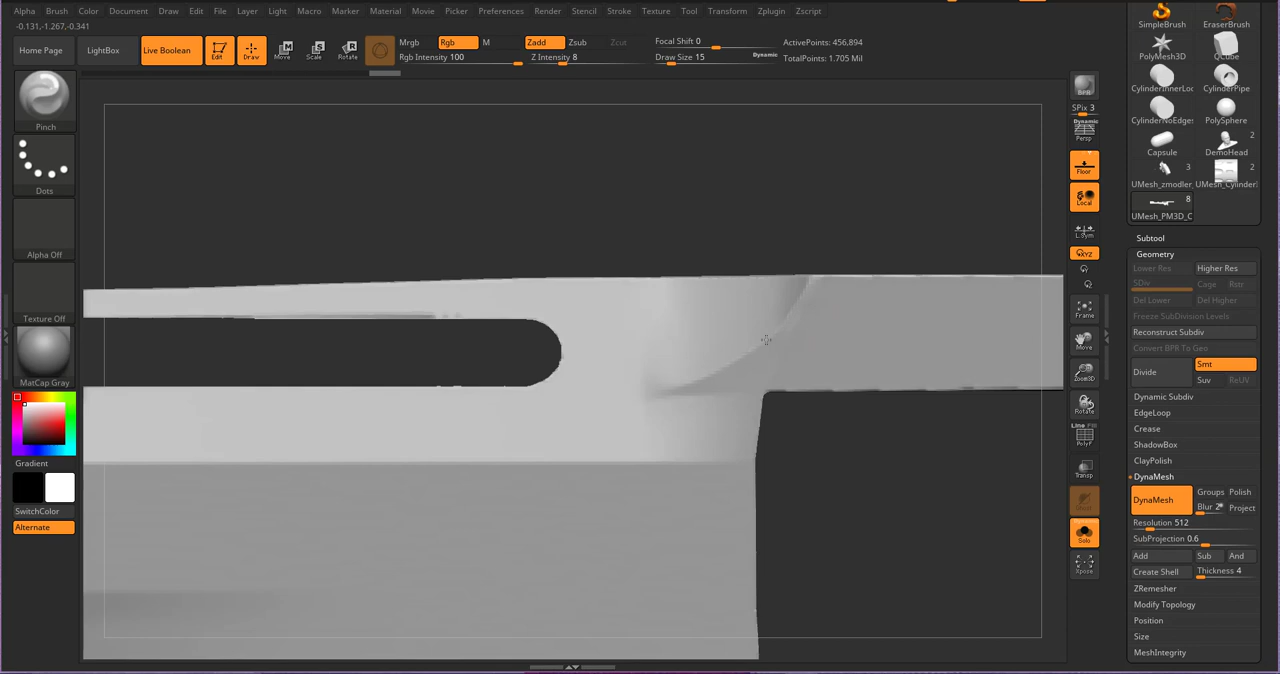 Alpha Brush Color Document Draw Edit File Layer Light Macro Marker Material Movie Picker Preferences Render Stencil Stroke Texture Tool Transform Zplugin Zscript
-0.131,-1.267,-0.341
Home Page LightBox Live Boolean Edit Draw Move Scale Rotate
Mrgb Rgb M Zadd Zsub Zcut Focal Shift 0 ActivePoints: 456,894
Rgb Intensity 100 Z Intensity 8 Draw Size 15 Dynamic TotalPoints: 1.705 Mil
Pinch
Dots
Alpha Off
Texture Off
MatCap Gray
Gradient
SwitchColor
Alternate
BPR
SPix 3
Dynamic
Persp
Floor
Local
L.Sym
XYZ
Frame
Move
Zoom3D
Rotate
Line Fill
PolyF
Transp
Solo
Xpose
SimpleBrush EraserBrush
PolyMesh3D QCube
CylinderInnerLoc CylinderPipe
CylinderNoEdges PolySphere
2
Capsule DemoHead
3 2
UMesh_zmodler_ UMesh_Cylinder
8
UMesh_PM3D_C
Subtool
Geometry
Lower Res Higher Res
SDiv Cage Rstr
Del Lower Del Higher
Freeze SubDivision Levels
Reconstruct Subdiv
Convert BPR To Geo
Divide Smt
Suv ReUV
Dynamic Subdiv
EdgeLoop
Crease
ShadowBox
ClayPolish
DynaMesh
DynaMesh Groups Polish
Blur 2 Project
Resolution 512
SubProjection 0.6
Add Sub And
Create Shell Thickness 4
ZRemesher
Modify Topology
Position
Size
MeshIntegrity